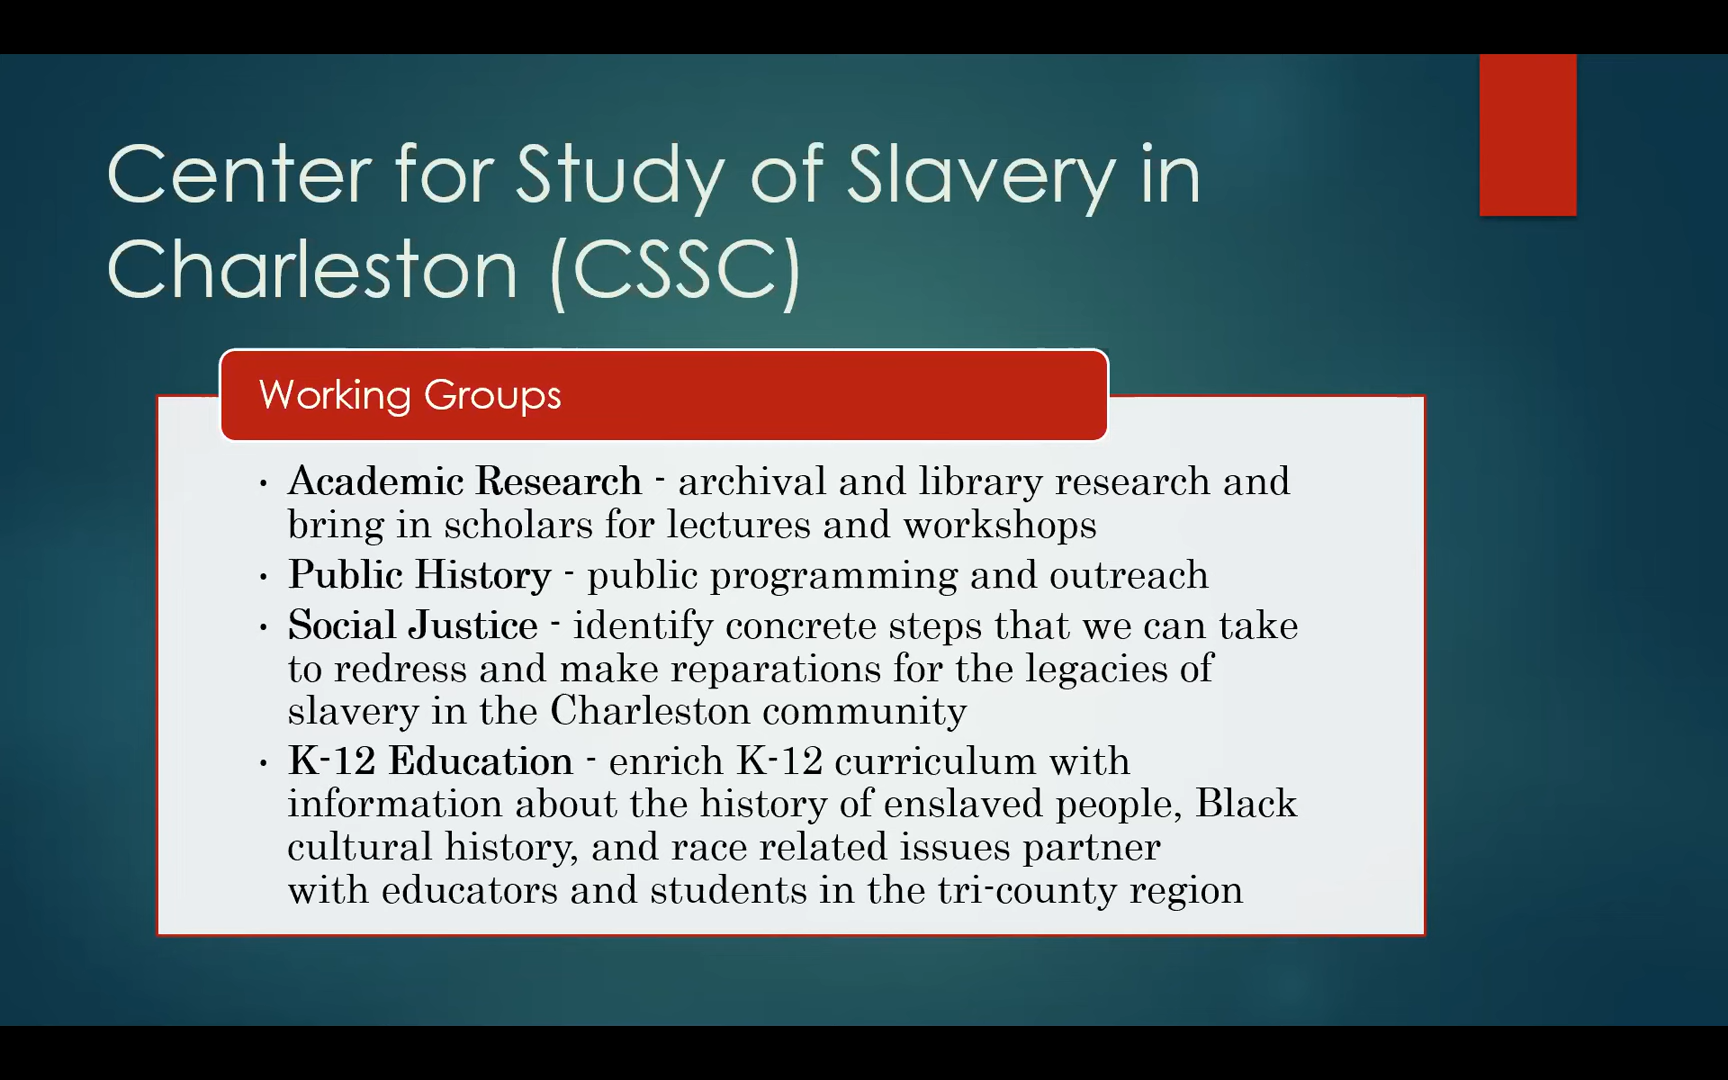 Center for Study of Slavery in
Charleston (CSSC)
Working Groups
· Academic Research - archival and library research and
bring in scholars for lectures and workshops
· Public History - public programming and outreach
· Social Justice - identify concrete steps that we can take
to redress and make reparations for the legacies of
slavery in the Charleston community
· K-12 Education - enrich K-12 curriculum with
information about the history of enslaved people, Black
cultural history, and race related issues partner
with educators and students in the tri-county region